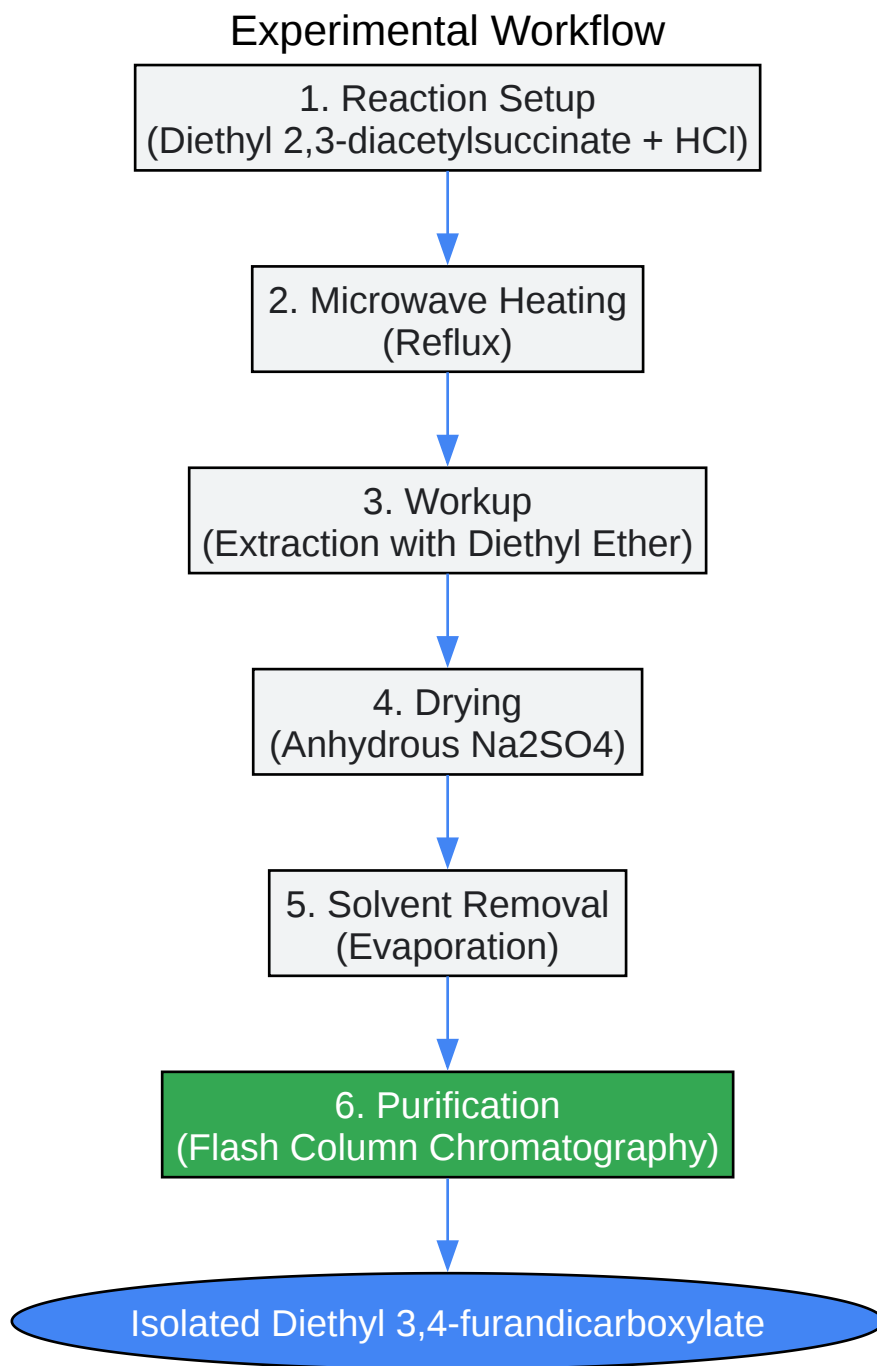 Experimental Workflow
1. Reaction Setup
(Diethyl 2,3-diacetylsuccinate + HCl)
2. Microwave Heating
(Reflux)
3. Workup
(Extraction with Diethyl Ether)
4. Drying
(Anhydrous Na2SO4)
5. Solvent Removal
(Evaporation)
6. Purification
(Flash Column Chromatography)
Isolated Diethyl 3,4-furandicarboxylate